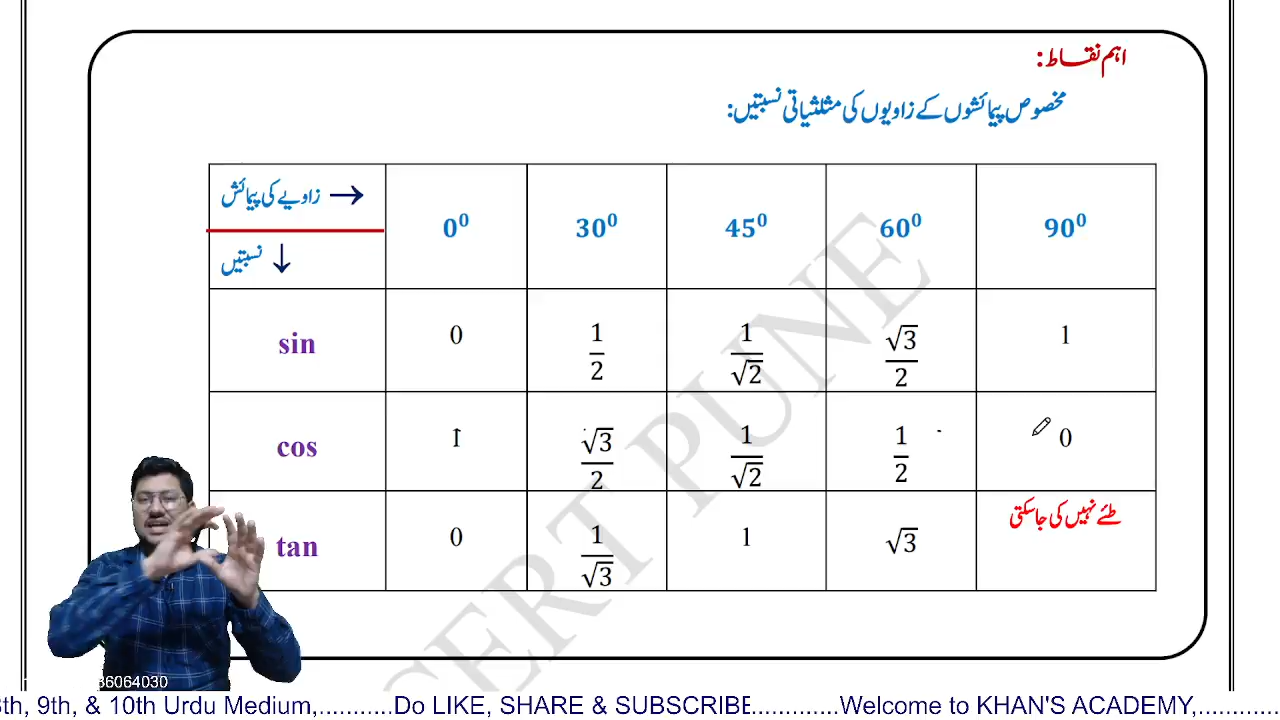 اہم نقاط:
مخصوص پیمائشوں کے زاویوں کی مثلثیاتی نسبتیں:
زاویے کی پیمائش →
نسبتیں ↓
0⁰ 30⁰ 45⁰ 60⁰ 90⁰
sin 0 1/2 1/√2 √3/2 1
cos 1 √3/2 1/√2 1/2 0
tan 0 1/√3 1 √3 طئے نہیں کی جاسکتی
CERT PUNE
36064030
8th, 9th, & 10th Urdu Medium,..........Do LIKE, SHARE & SUBSCRIBE.............Welcome to KHAN'S ACADEMY,............